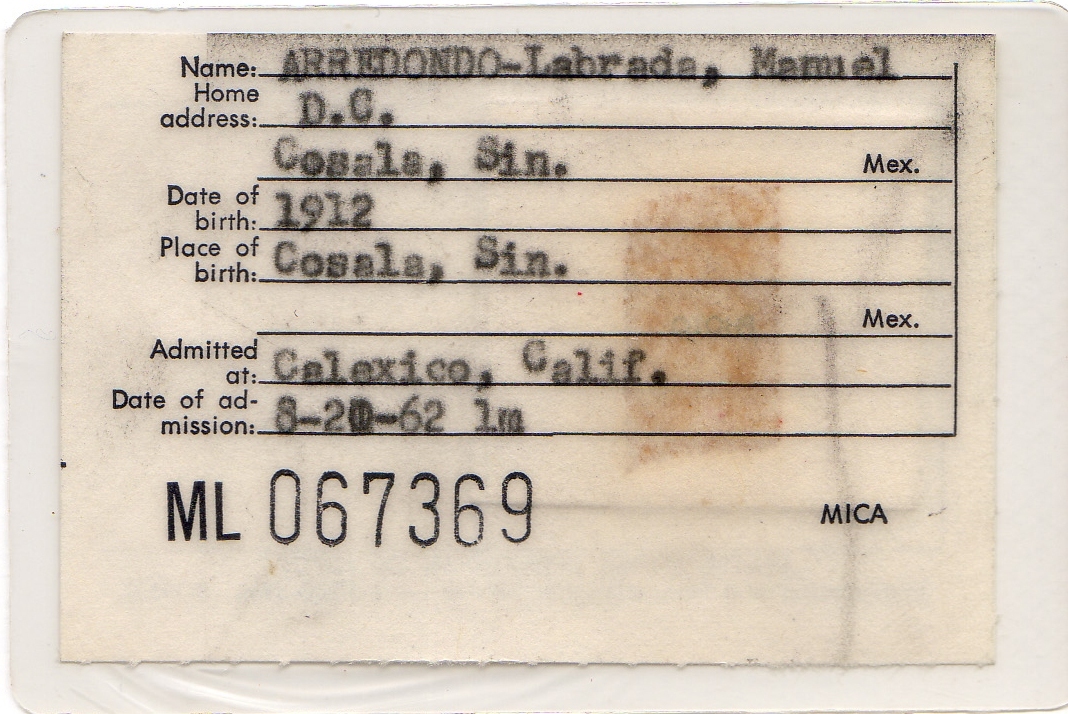 Name: ARREDONDO-Labrada, Manuel
Home
address: D.C.
Cosala, Sin. Mex.
Date of
birth: 1912
Place of
birth: Cosala, Sin.
Mex.
Admitted
at: Calexico, Calif.
Date of ad-
mission: lm
ML 067369 MICA